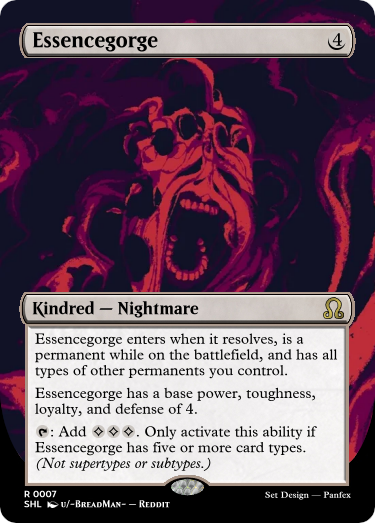 Essencegorge 4
Kindred — Nightmare
Essencegorge enters when it resolves, is a
permanent while on the battlefield, and has all
types of other permanents you control.
Essencegorge has a base power, toughness,
loyalty, and defense of 4.
: Add . Only activate this ability if
Essencegorge has five or more card types.
(Not supertypes or subtypes.)
R 0007
SHL u/-BreadMan- — Reddit
Set Design — Panfex